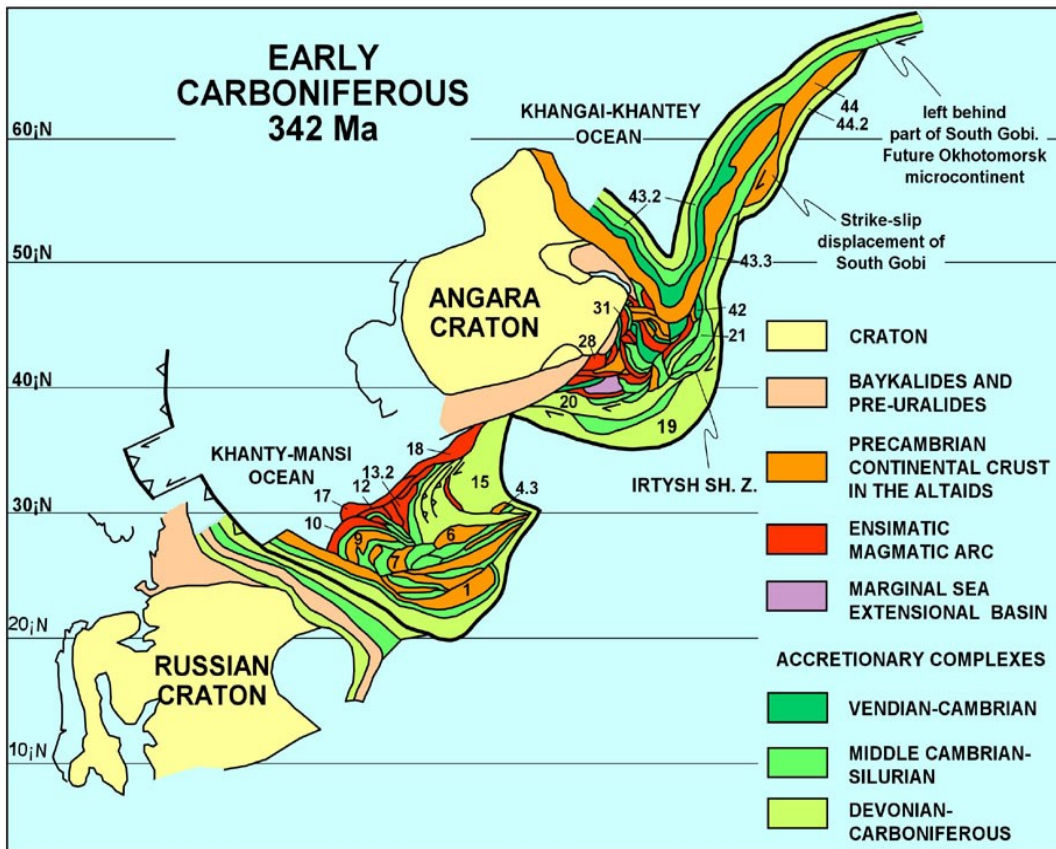 EARLY
CARBONIFEROUS
342 Ma
KHANGAI-KHANTEY
OCEAN
60¡N
50¡N
40¡N
30¡N
20¡N
10¡N
44
44.2
left behind
part of South Gobi.
Future Okhotomorsk
microcontinent
43.2
Strike-slip
displacement of
South Gobi
43.3
ANGARA
CRATON
31
42
21
28
20
19
IRTYSH SH. Z.
KHANTY-MANSI
OCEAN
18
13.2
12
17
10
15
4.3
9
6
7
1
RUSSIAN
CRATON
CRATON
BAYKALIDES AND
PRE-URALIDES
PRECAMBRIAN
CONTINENTAL CRUST
IN THE ALTAIDS
ENSIMATIC
MAGMATIC ARC
MARGINAL SEA
EXTENSIONAL BASIN
ACCRETIONARY COMPLEXES
VENDIAN-CAMBRIAN
MIDDLE CAMBRIAN-
SILURIAN
DEVONIAN-
CARBONIFEROUS